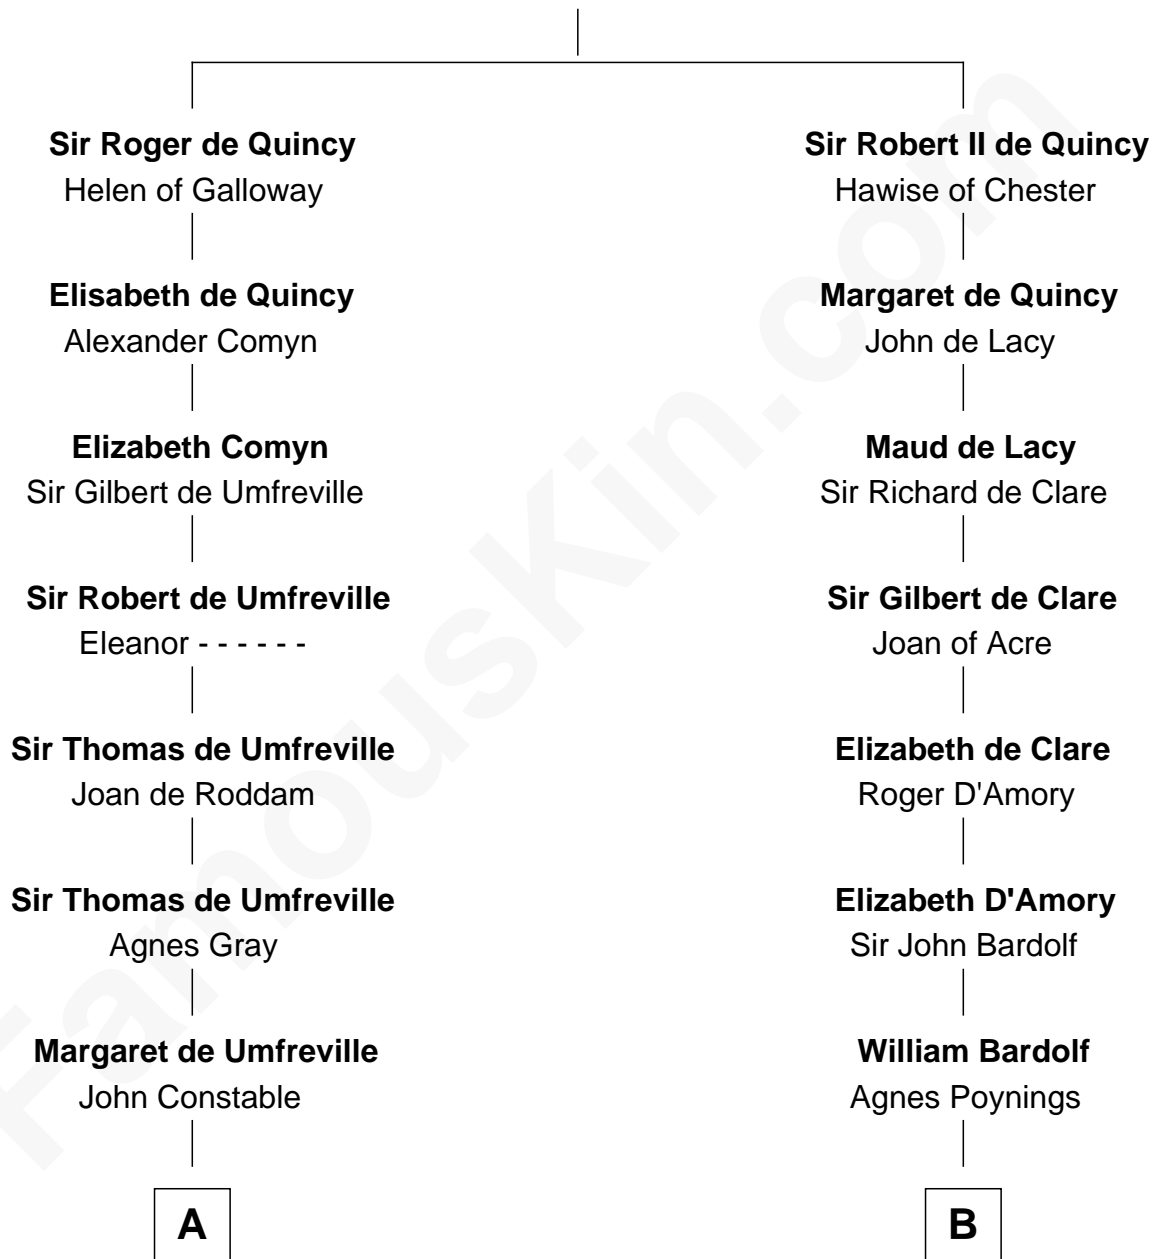 Sir Roger de Quincy
Helen of Galloway
Sir Robert II de Quincy
Hawise of Chester
Elisabeth de Quincy
Alexander Comyn
Margaret de Quincy
John de Lacy
Elizabeth Comyn
Sir Gilbert de Umfreville
Maud de Lacy
Sir Richard de Clare
Sir Robert de Umfreville
Eleanor - - - - - -
Sir Gilbert de Clare
Joan of Acre
Sir Thomas de Umfreville
Joan de Roddam
Elizabeth de Clare
Roger D'Amory
Sir Thomas de Umfreville
Agnes Gray
Elizabeth D'Amory
Sir John Bardolf
Margaret de Umfreville
John Constable
William Bardolf
Agnes Poynings
A
B
FamousKin.com